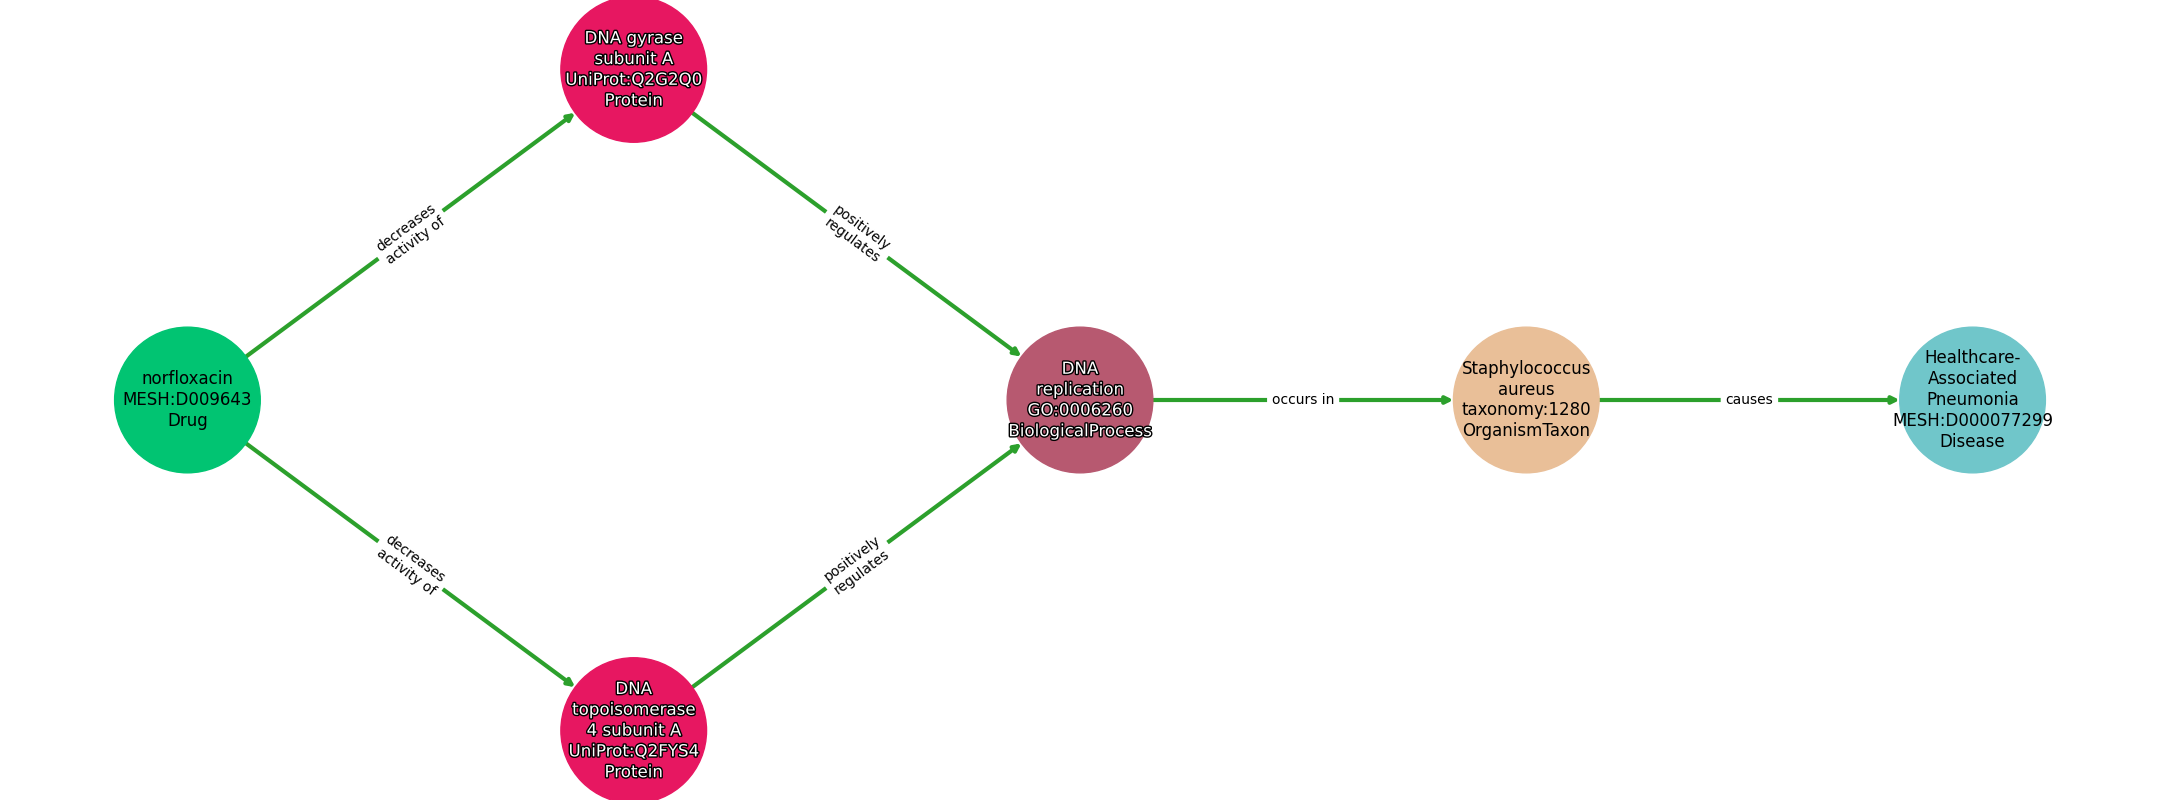 DNA gyrase
subunit A
UniProt:Q2G2Q0
Protein
decreases
activity of
positively
regulates
norfloxacin
MESH:D009643
Drug
DNA
replication
GO:0006260
BiologicalProcess
occurs in
Staphylococcus
aureus
taxonomy:1280
OrganismTaxon
causes
Healthcare-
Associated
Pneumonia
MESH:D000077299
Disease
decreases
activity of
positively
regulates
DNA
topoisomerase
4 subunit A
UniProt:Q2FYS4
Protein